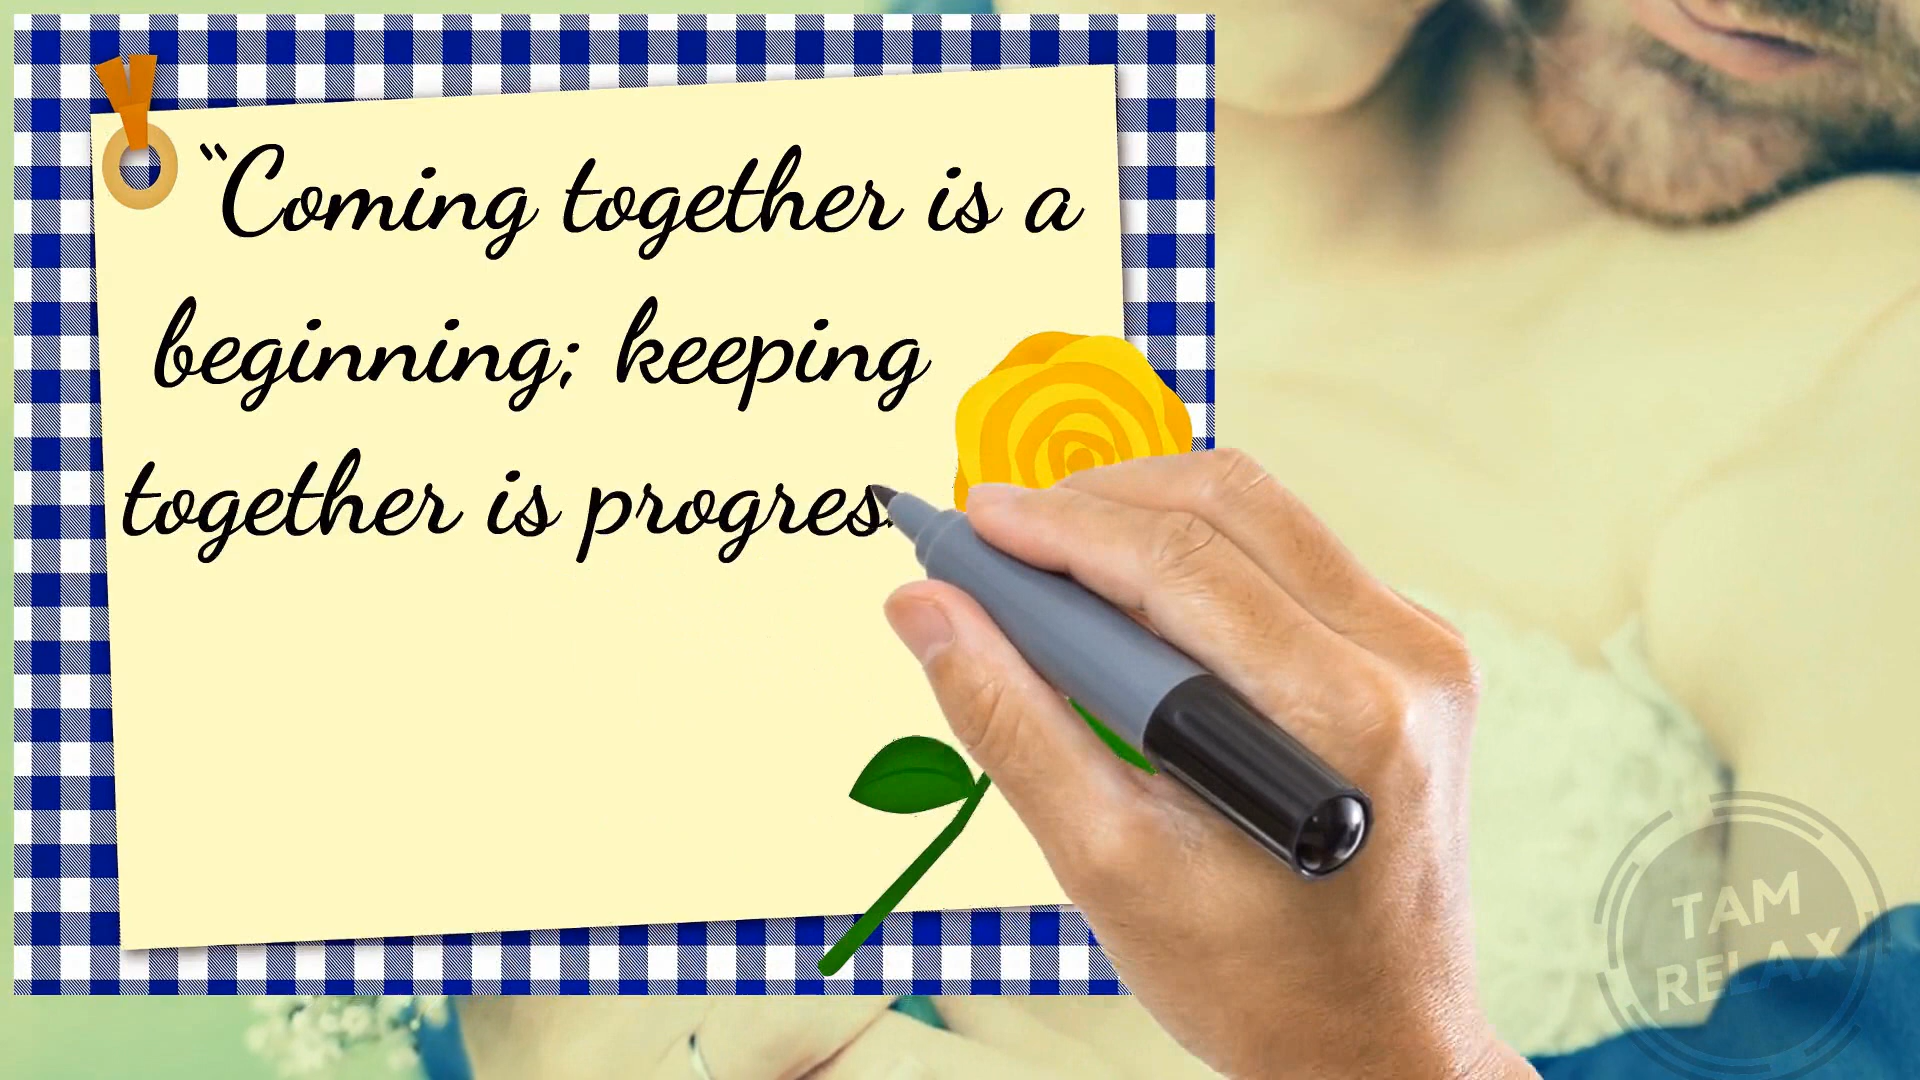 “Coming together is a
beginning; keeping
together is progres
TAM
RELAX